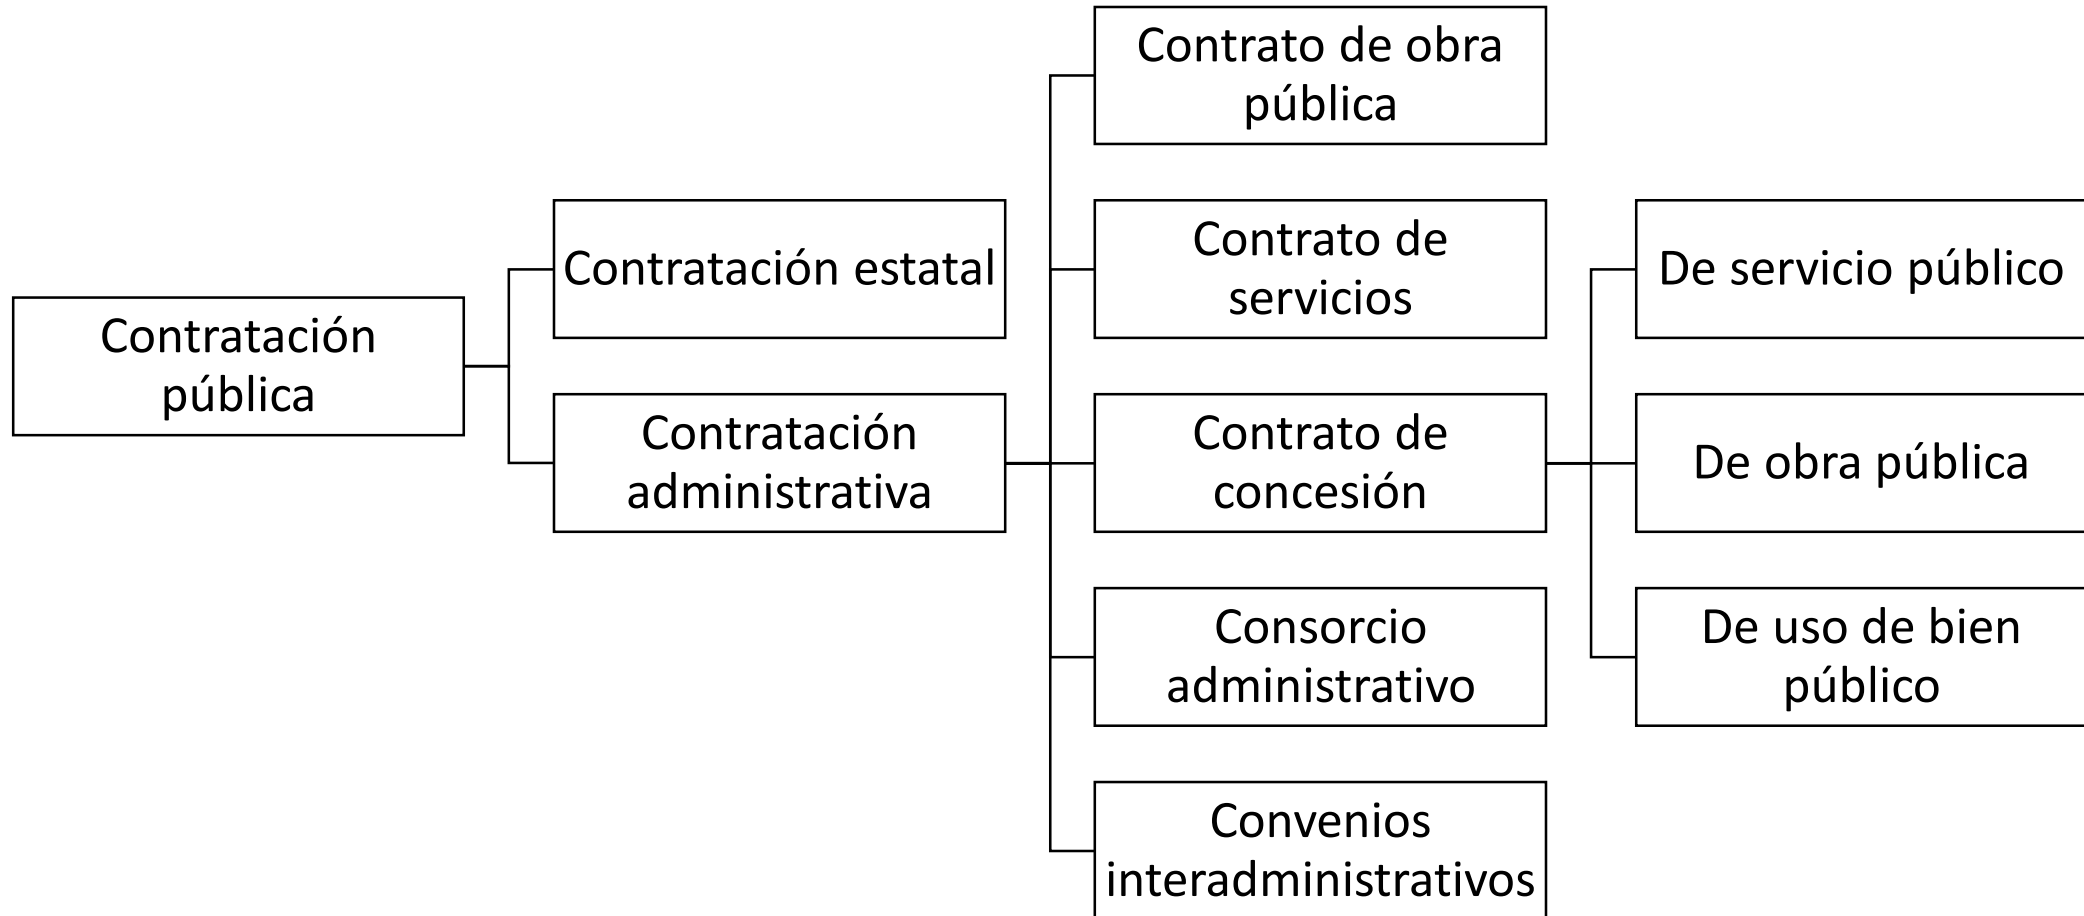 Contratación
pública
Contratación estatal
Contratación
administrativa
Contrato de obra
pública
Contrato de
servicios
Contrato de
concesión
Consorcio
administrativo
Convenios
interadministrativos
De servicio público
De obra pública
De uso de bien
público